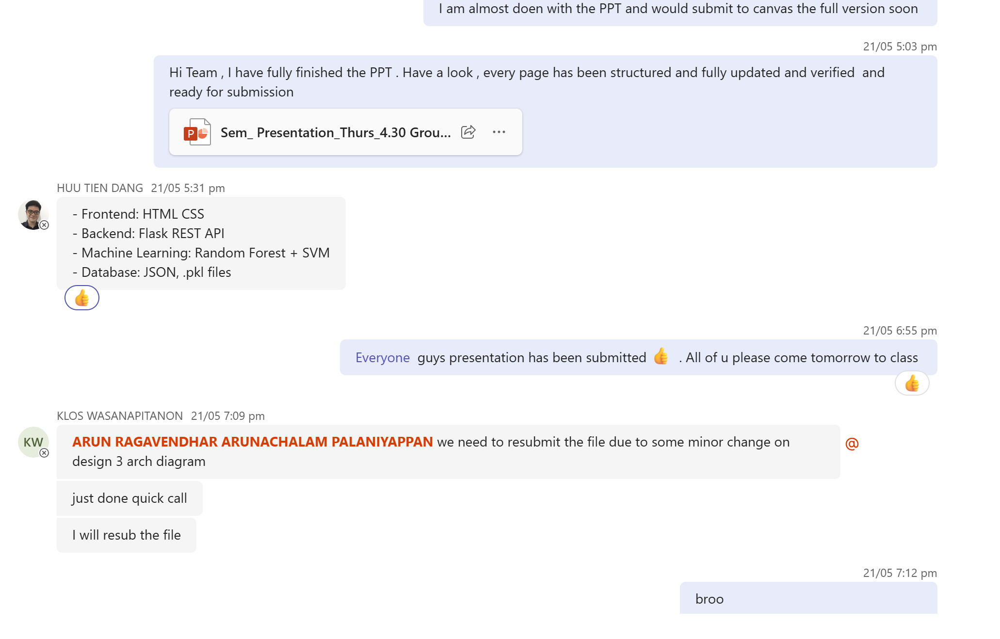 I am almost doen with the PPT and would submit to canvas the full version soon
21/05 5:03 pm
Hi Team , I have fully finished the PPT . Have a look , every page has been structured and fully updated and verified  and
ready for submission
P
Sem_ Presentation_Thurs_4.30 Grou...
HUU TIEN DANG 21/05 5:31 pm
- Frontend: HTML CSS
- Backend: Flask REST API
- Machine Learning: Random Forest + SVM
- Database: JSON, .pkl files
21/05 6:55 pm
Everyone guys presentation has been submitted 👍 . All of u please come tomorrow to class
KLOS WASANAPITANON 21/05 7:09 pm
KW
ARUN RAGAVENDHAR ARUNACHALAM PALANIYAPPAN we need to resubmit the file due to some minor change on
@
design 3 arch diagram
just done quick call
I will resub the file
21/05 7:12 pm
broo